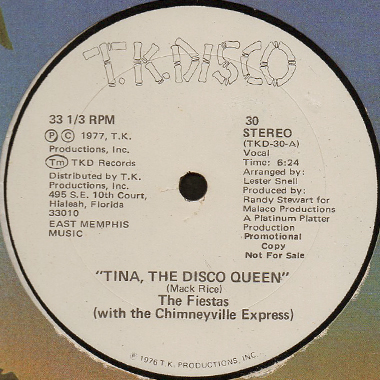 T.K.DISCO
33 1/3 RPM
Ⓟ Ⓒ 1977, T.K.
Productions, Inc.
Tm TKD Records
Distributed by T.K.
Productions, Inc.
495 S.E. 10th Court,
Hialeah, Florida
33010
EAST MEMPHIS
MUSIC
30
STEREO
(TKD-30-A)
Vocal
Time: 6:24
Arranged by:
Lester Snell
Produced by:
Randy Stewart for
Malaco Productions
A Platinum Platter
Production
Promotional
Copy
Not For Sale
"TINA, THE DISCO QUEEN"
(Mack Rice)
The Fiestas
(with the Chimneyville Express)
Ⓟ 1976 T.K. PRODUCTIONS, INC.